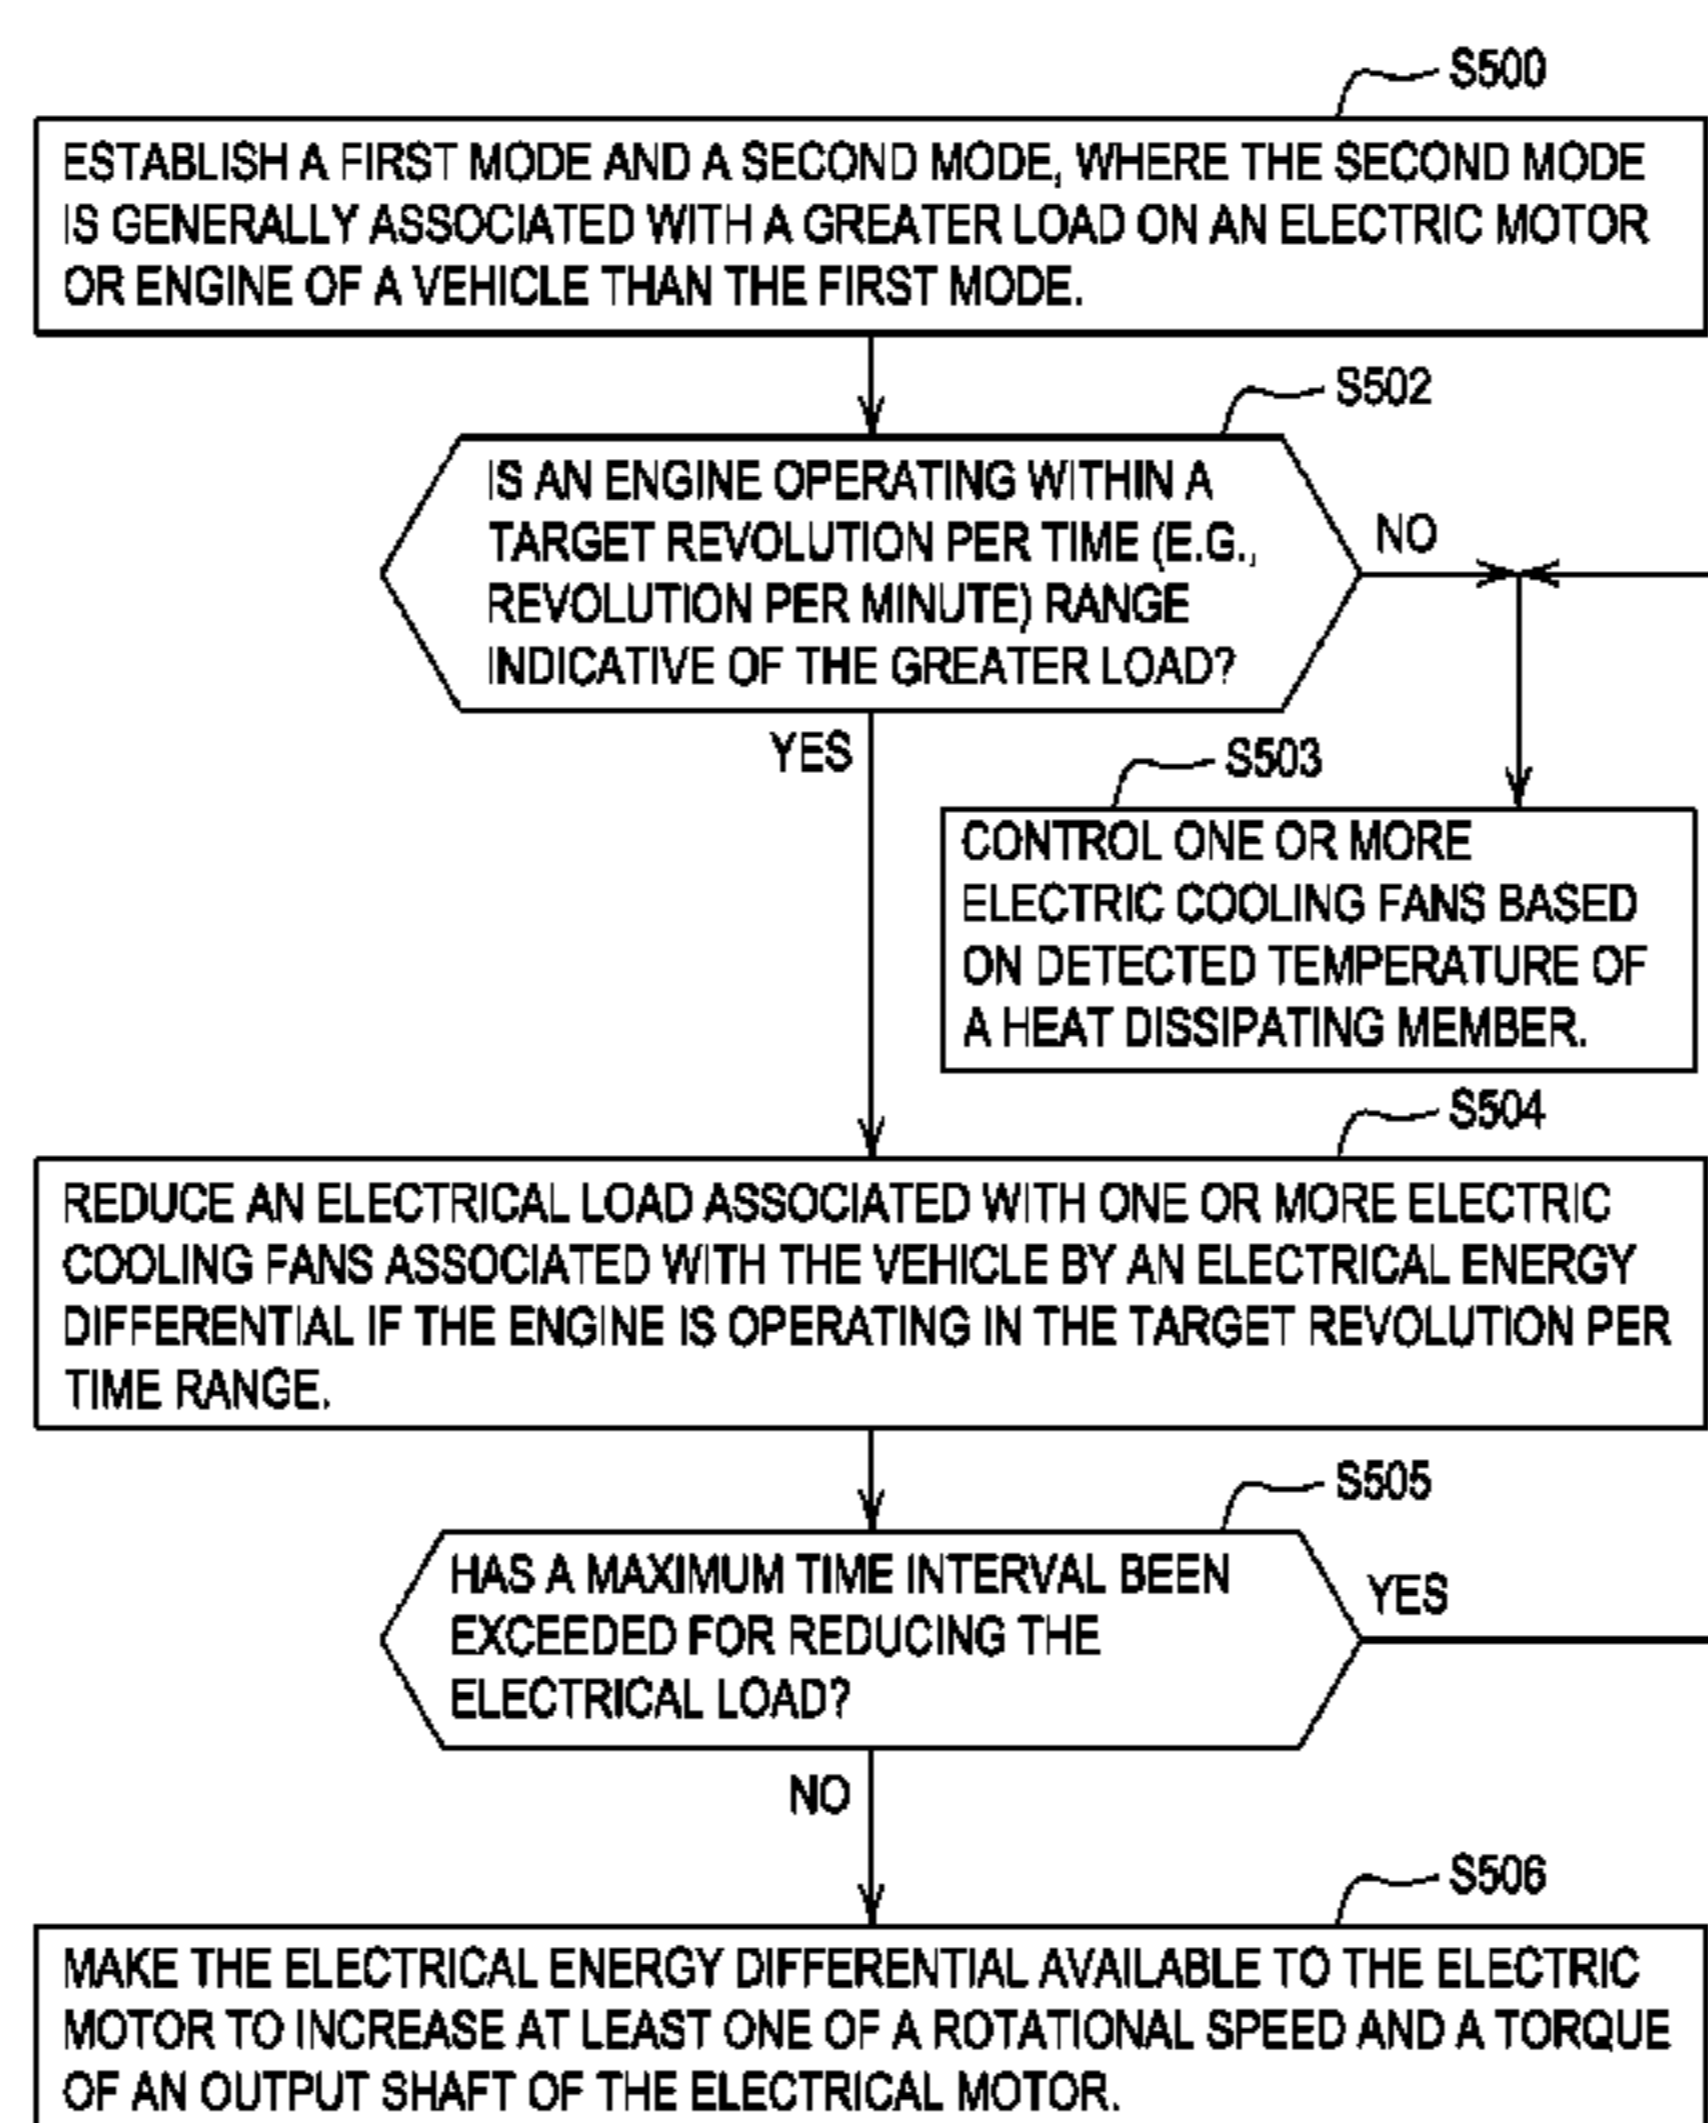 S500
ESTABLISH A FIRST MODE AND A SECOND MODE, WHERE THE SECOND MODE
IS GENERALLY ASSOCIATED WITH A GREATER LOAD ON AN ELECTRIC MOTOR
OR ENGINE OF A VEHICLE THAN THE FIRST MODE.
S502
IS AN ENGINE OPERATING WITHIN A
TARGET REVOLUTION PER TIME (E.G.,
REVOLUTION PER MINUTE) RANGE
INDICATIVE OF THE GREATER LOAD?
NO
YES
S503
CONTROL ONE OR MORE
ELECTRIC COOLING FANS BASED
ON DETECTED TEMPERATURE OF
A HEAT DISSIPATING MEMBER.
S504
REDUCE AN ELECTRICAL LOAD ASSOCIATED WITH ONE OR MORE ELECTRIC
COOLING FANS ASSOCIATED WITH THE VEHICLE BY AN ELECTRICAL ENERGY
DIFFERENTIAL IF THE ENGINE IS OPERATING IN THE TARGET REVOLUTION PER
TIME RANGE.
S505
HAS A MAXIMUM TIME INTERVAL BEEN
EXCEEDED FOR REDUCING THE
ELECTRICAL LOAD?
YES
NO
S506
MAKE THE ELECTRICAL ENERGY DIFFERENTIAL AVAILABLE TO THE ELECTRIC
MOTOR TO INCREASE AT LEAST ONE OF A ROTATIONAL SPEED AND A TORQUE
OF AN OUTPUT SHAFT OF THE ELECTRICAL MOTOR.